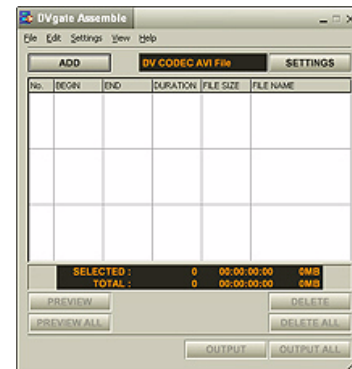 DVgate Assemble
File Edit Settings View Help
ADD DV CODEC AVI File SETTINGS
No. BEGIN END DURATION FILE SIZE FILE NAME
SELECTED : 0 00:00:00:00 0MB
TOTAL : 0 00:00:00:00 0MB
PREVIEW DELETE
PREVIEW ALL DELETE ALL
OUTPUT OUTPUT ALL